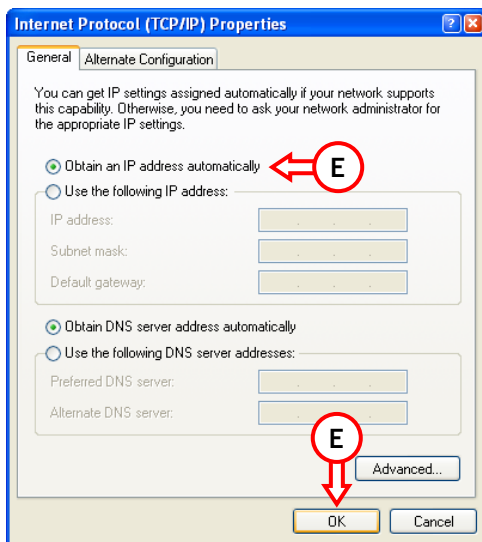 Internet Protocol (TCP/IP) Properties
General Alternate Configuration
You can get IP settings assigned automatically if your network supports
this capability. Otherwise, you need to ask your network administrator for
the appropriate IP settings.
Obtain an IP address automatically E
Use the following IP address:
IP address:
Subnet mask:
Default gateway:
Obtain DNS server address automatically
Use the following DNS server addresses:
Preferred DNS server:
Alternate DNS server:
E
Advanced...
OK Cancel